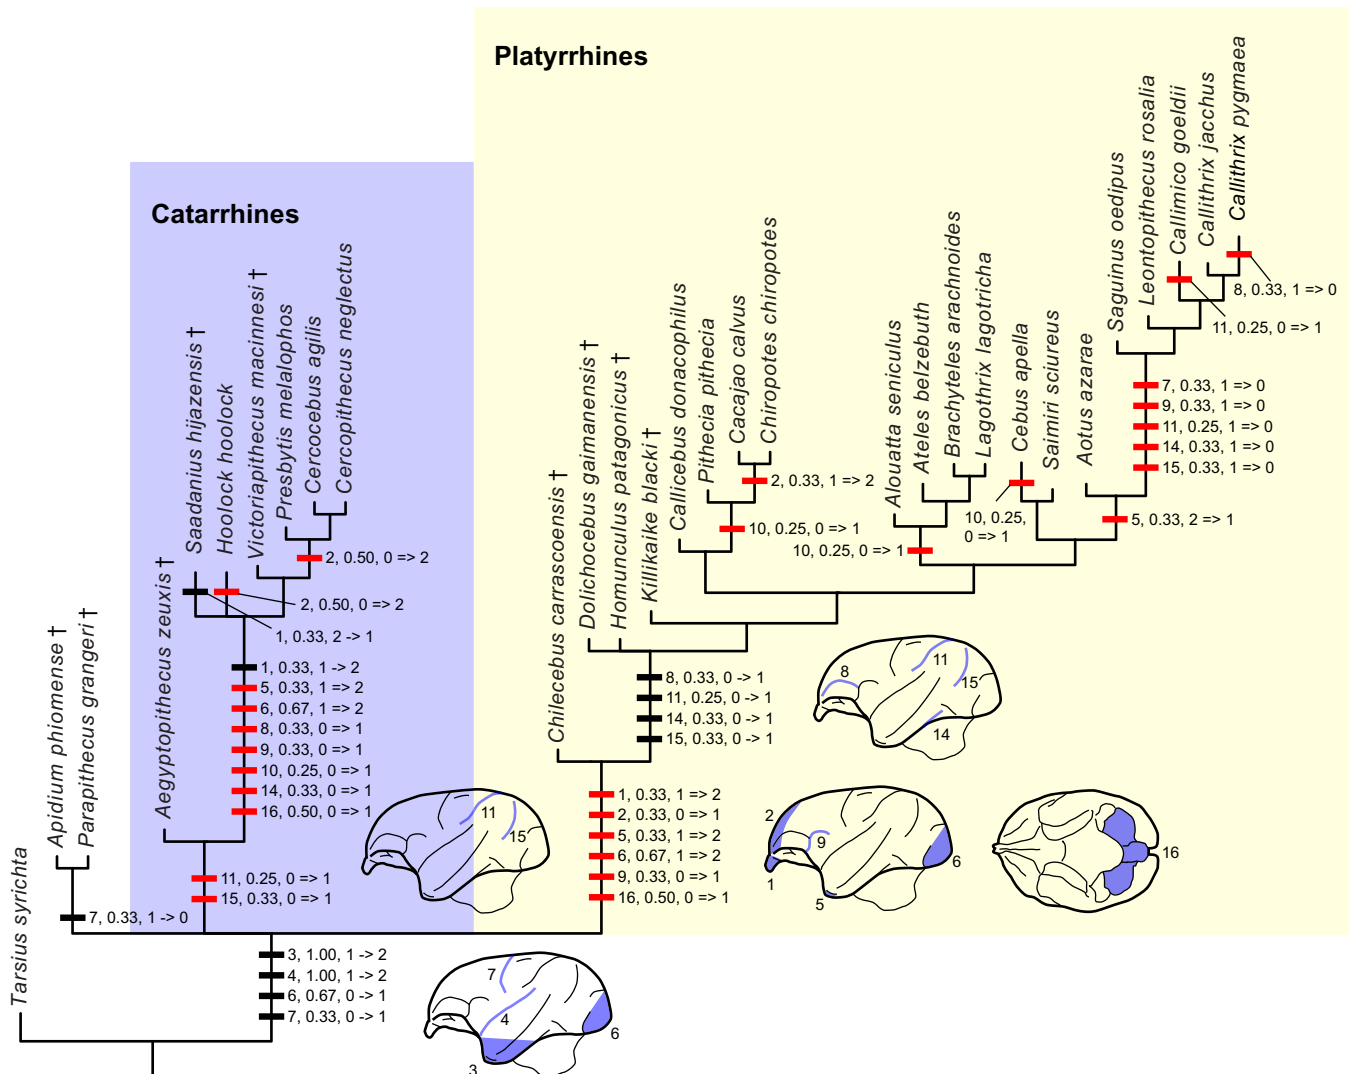 Platyrrhines
Catarrhines
Tarsius syrichta
Apidium phiomense†
Parapithecus grangeri†
Aegyptopithecus zeuxis†
Saadanius hijazensis†
Hoolock hoolock
Victoriapithecus macinnesi†
Presbytis melalophos
Cercocebus agilis
Cercopithecus neglectus
Chilecebus carrascoensis†
Dolichocebus gaimanensis†
Homunculus patagonicus†
Killikaike blacki†
Callicebus donacophilus
Pithecia pithecia
Cacajao calvus
Chiropotes chiropotes
Alouatta seniculus
Ateles belzebuth
Brachyteles arachnoides
Lagothrix lagotricha
Cebus apella
Saimiri sciureus
Aotus azarae
Saguinus oedipus
Leontopithecus rosalia
Callimico goeldii
Callithrix jacchus
Callithrix pygmaea
8, 0.33, 1 => 0
11, 0.25, 0 => 1
7, 0.33, 1 => 0
9, 0.33, 1 => 0
11, 0.25, 1 => 0
14, 0.33, 1 => 0
15, 0.33, 1 => 0
5, 0.33, 2 => 1
2, 0.33, 1 => 2
10, 0.25, 0 => 1
10, 0.25, 0 => 1
10, 0.25,
0 => 1
2, 0.50, 0 => 2
2, 0.50, 0 => 2
1, 0.33, 2 -> 1
1, 0.33, 1 -> 2
5, 0.33, 1 => 2
6, 0.67, 1 => 2
8, 0.33, 0 => 1
9, 0.33, 0 => 1
10, 0.25, 0 => 1
14, 0.33, 0 => 1
16, 0.50, 0 => 1
8, 0.33, 0 -> 1
11, 0.25, 0 -> 1
14, 0.33, 0 -> 1
15, 0.33, 0 -> 1
8
11
15
14
1, 0.33, 1 => 2
2, 0.33, 0 => 1
5, 0.33, 1 => 2
6, 0.67, 1 => 2
9, 0.33, 0 => 1
16, 0.50, 0 => 1
2
9
6
1
5
16
11
15
11, 0.25, 0 => 1
15, 0.33, 0 => 1
7, 0.33, 1 -> 0
3, 1.00, 1 -> 2
4, 1.00, 1 -> 2
6, 0.67, 0 -> 1
7, 0.33, 0 -> 1
7
4
6
3